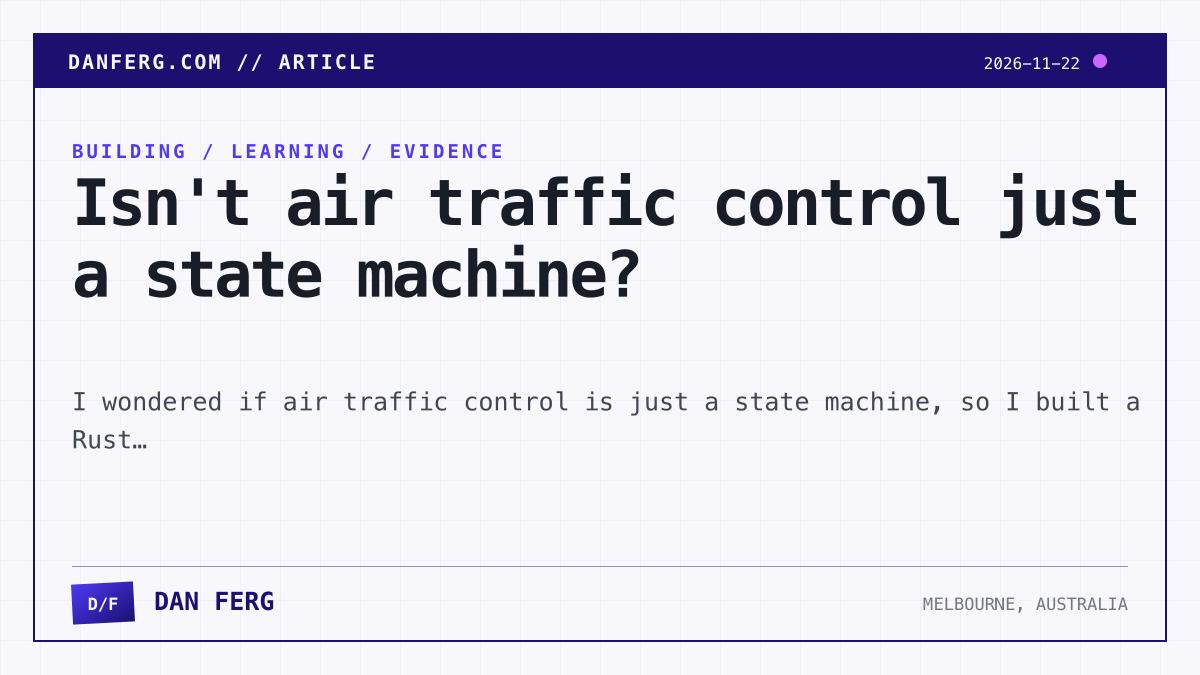 DANFERG.COM // ARTICLE
2026−11−22
BUILDING / LEARNING / EVIDENCE
Isn't air traffic control just
a state machine?
I wondered if air traffic control is just a state machine, so I built a
Rust…
D/F
DAN FERG
MELBOURNE, AUSTRALIA